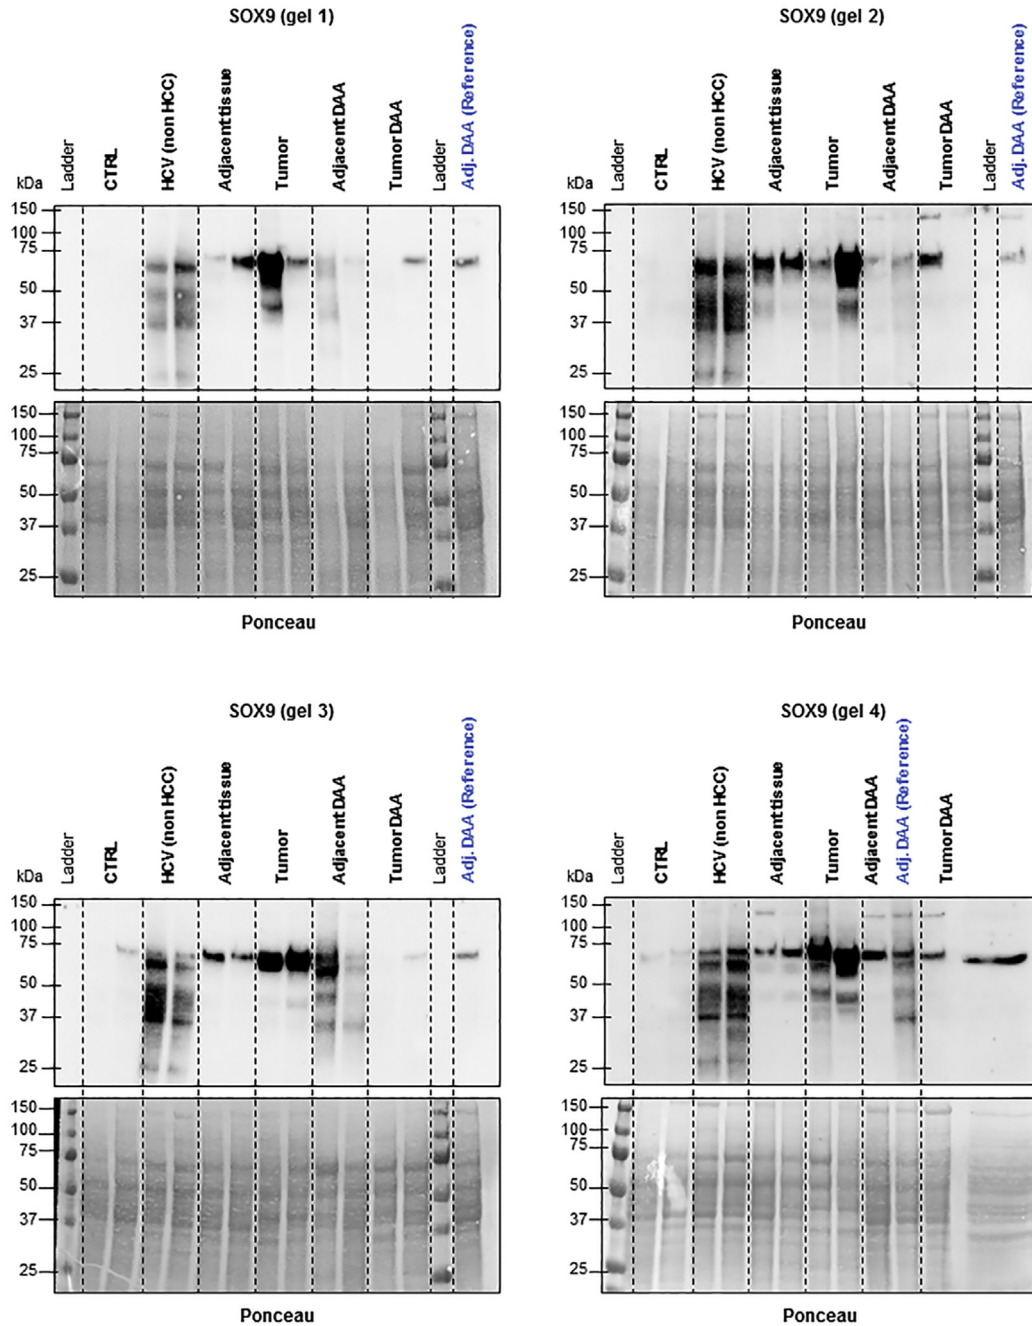 SOX9 (gel 1)
kDa
Ladder
CTRL
HCV (non HCC)
Adjacent tissue
Tumor
Adjacent DAA
Tumor DAA
Ladder
Adj. DAA (Reference)
150
100
75
50
37
25
150
100
75
50
37
25
Ponceau
SOX9 (gel 2)
kDa
Ladder
CTRL
HCV (non HCC)
Adjacent tissue
Tumor
Adjacent DAA
Tumor DAA
Ladder
Adj. DAA (Reference)
150
100
75
50
37
25
150
100
75
50
37
25
Ponceau
SOX9 (gel 3)
kDa
Ladder
CTRL
HCV (non HCC)
Adjacent tissue
Tumor
Adjacent DAA
Tumor DAA
Ladder
Adj. DAA (Reference)
150
100
75
50
37
25
150
100
75
50
37
25
Ponceau
SOX9 (gel 4)
kDa
Ladder
CTRL
HCV (non HCC)
Adjacent tissue
Tumor
Adjacent DAA
Adj. DAA (Reference)
Tumor DAA
150
100
75
50
37
25
150
100
75
50
37
25
Ponceau